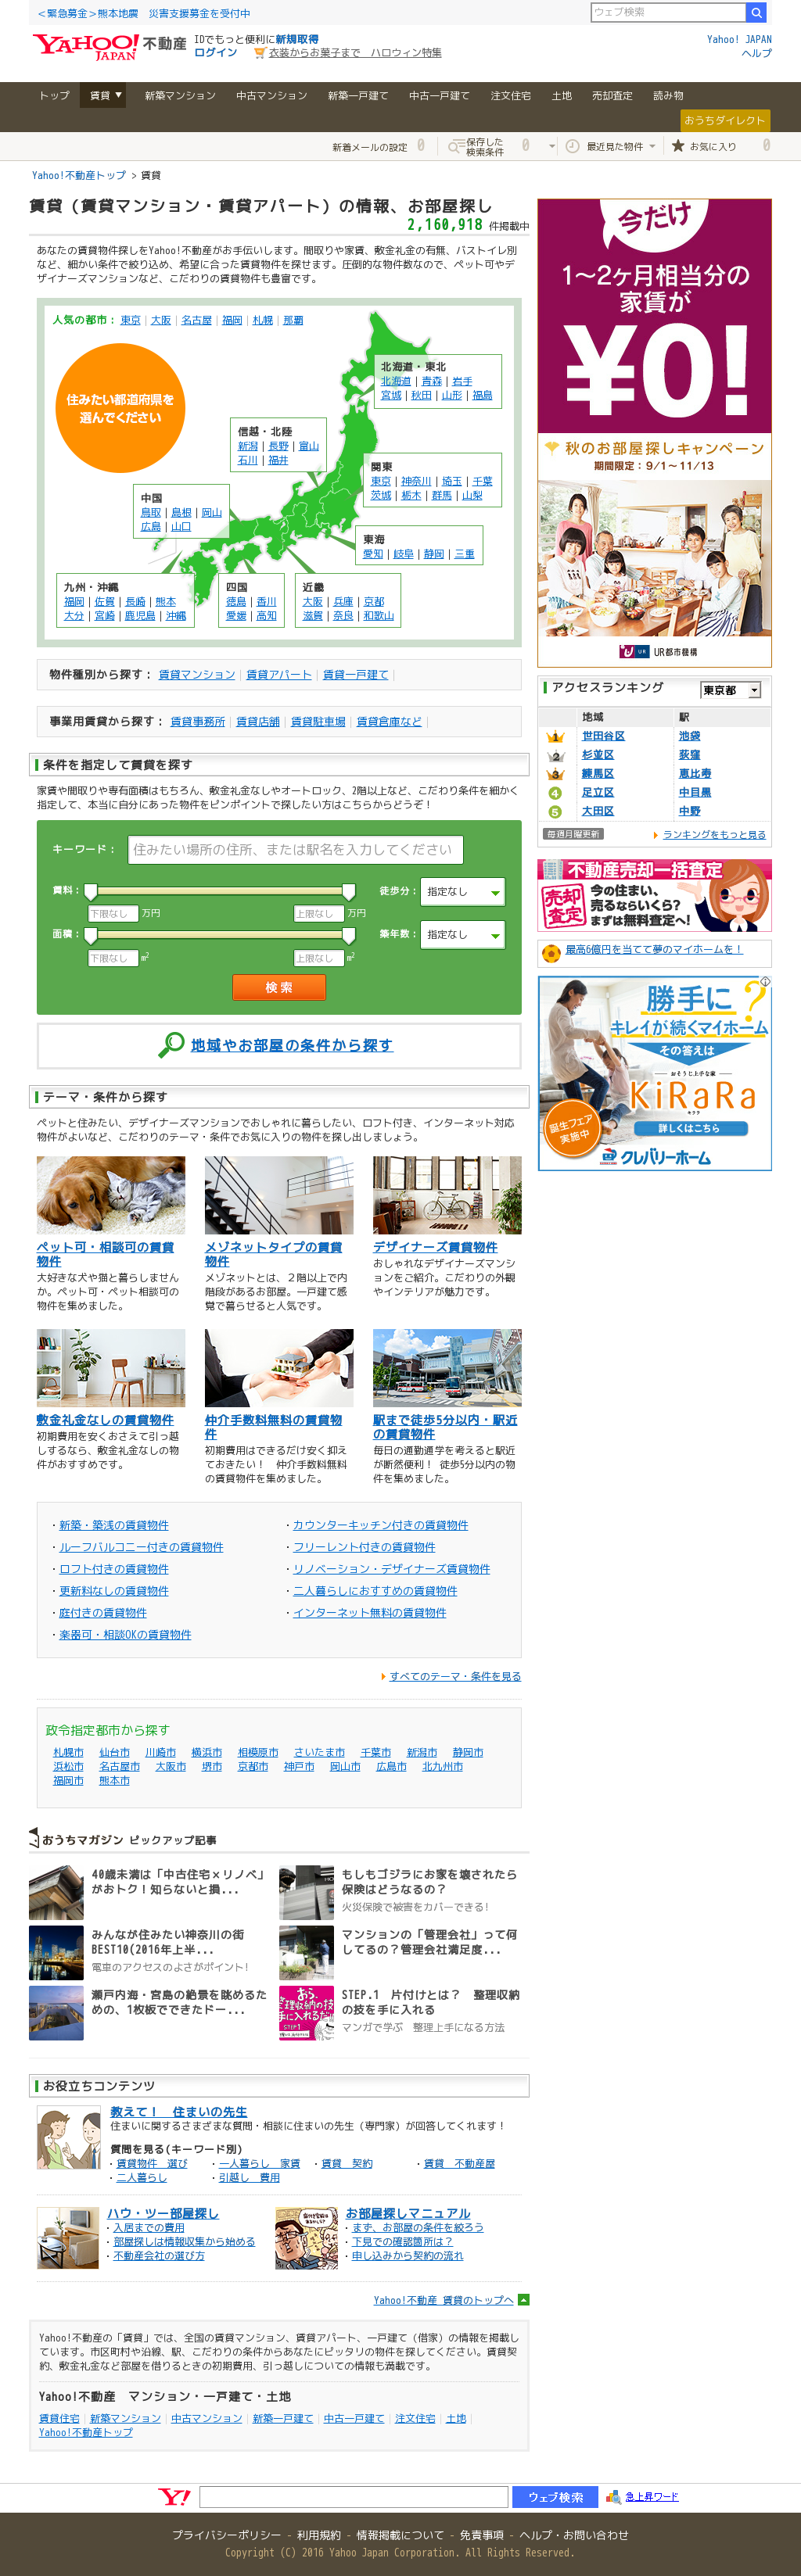 ＜緊急募金＞熊本地震　災害支援募金を受付中
ウェブ検索
YAHOO! JAPAN 不動産
IDでもっと便利に新規取得
ログイン
衣装からお菓子まで　ハロウィン特集
Yahoo! JAPAN
ヘルプ
トップ 賃貸 ▼ 新築マンション 中古マンション 新築一戸建て 中古一戸建て 注文住宅 土地 売却査定 読み物
おうちダイレクト
新着メールの設定 0 保存した検索条件 0 最近見た物件 お気に入り 0
Yahoo!不動産トップ > 賃貸
賃貸（賃貸マンション・賃貸アパート）の情報、お部屋探し
2,160,918 件掲載中
あなたの賃貸物件探しをYahoo!不動産がお手伝いします。間取りや家賃、敷金礼金の有無、バストイレ別
など、細かい条件で絞り込め、希望に合った賃貸物件を探せます。圧倒的な物件数なので、ペット可やデ
ザイナーズマンションなど、こだわりの賃貸物件も豊富です。
人気の都市： 東京｜大阪｜名古屋｜福岡｜札幌｜那覇
住みたい都道府県を
選んでください
北海道・東北
北海道 | 青森 | 岩手
宮城 | 秋田 | 山形 | 福島
信越・北陸
新潟 | 長野 | 富山
石川 | 福井
関東
東京 | 神奈川 | 埼玉 | 千葉
茨城 | 栃木 | 群馬 | 山梨
中国
鳥取 | 島根 | 岡山
広島 | 山口
東海
愛知 | 岐阜 | 静岡 | 三重
九州・沖縄
福岡 | 佐賀 | 長崎 | 熊本
大分 | 宮崎 | 鹿児島 | 沖縄
四国
徳島 | 香川
愛媛 | 高知
近畿
大阪 | 兵庫 | 京都
滋賀 | 奈良 | 和歌山
物件種別から探す： 賃貸マンション｜賃貸アパート｜賃貸一戸建て｜
事業用賃貸から探す： 賃貸事務所｜賃貸店舗｜賃貸駐車場｜賃貸倉庫など｜
条件を指定して賃貸を探す
家賃や間取りや専有面積はもちろん、敷金礼金なしやオートロック、2階以上など、こだわり条件を細かく
指定して、本当に自分にあった物件をピンポイントで探したい方はこちらからどうぞ！
キーワード： 住みたい場所の住所、または駅名を入力してください
賃料： 徒歩分： 指定なし
下限なし 万円 上限なし 万円
面積： 築年数： 指定なし
下限なし ㎡ 上限なし ㎡
検索
地域やお部屋の条件から探す
テーマ・条件から探す
ペットと住みたい、デザイナーズマンションでおしゃれに暮らしたい、ロフト付き、インターネット対応
物件がよいなど、こだわりのテーマ・条件でお気に入りの物件を探し出しましょう。
ペット可・相談可の賃貸
物件
大好きな犬や猫と暮らしません
か。ペット可・ペット相談可の
物件を集めました。
メゾネットタイプの賃貸
物件
メゾネットとは、２階以上で内
階段があるお部屋。一戸建て感
覚で暮らせると人気です。
デザイナーズ賃貸物件
おしゃれなデザイナーズマンシ
ョンをご紹介。こだわりの外観
やインテリアが魅力です。
敷金礼金なしの賃貸物件
初期費用を安くおさえて引っ越
しするなら、敷金礼金なしの物
件がおすすめです。
仲介手数料無料の賃貸物
件
初期費用はできるだけ安く抑え
ておきたい！　仲介手数料無料
の賃貸物件を集めました。
駅まで徒歩5分以内・駅近
の賃貸物件
毎日の通勤通学を考えると駅近
が断然便利！ 徒歩5分以内の物
件を集めました。
・新築・築浅の賃貸物件
・カウンターキッチン付きの賃貸物件
・ルーフバルコニー付きの賃貸物件
・フリーレント付きの賃貸物件
・ロフト付きの賃貸物件
・リノベーション・デザイナーズ賃貸物件
・更新料なしの賃貸物件
・二人暮らしにおすすめの賃貸物件
・庭付きの賃貸物件
・インターネット無料の賃貸物件
・楽器可・相談OKの賃貸物件
すべてのテーマ・条件を見る
政令指定都市から探す
札幌市 仙台市 川崎市 横浜市 相模原市 さいたま市 千葉市 新潟市 静岡市
浜松市 名古屋市 大阪市 堺市 京都市 神戸市 岡山市 広島市 北九州市
福岡市 熊本市
おうちマガジン ピックアップ記事
40歳未満は「中古住宅×リノベ」
がおトク！知らないと損...
もしもゴジラにお家を壊されたら
保険はどうなるの？
火災保険で被害をカバーできる!
みんなが住みたい神奈川の街
BEST10(2016年上半...
電車のアクセスのよさがポイント!
マンションの「管理会社」って何
してるの？管理会社満足度...
瀬戸内海・宮島の絶景を眺めるた
めの、1枚板でできたドー...
STEP.1　片付けとは？　整理収納
の技を手に入れる
マンガで学ぶ　整理上手になる方法
お役立ちコンテンツ
教えて！　住まいの先生
住まいに関するさまざまな質問・相談に住まいの先生（専門家）が回答してくれます！
質問を見る(キーワード別)
・賃貸物件　選び ・一人暮らし　家賃 ・賃貸　契約 ・賃貸　不動産屋
・二人暮らし ・引越し　費用
ハウ・ツー部屋探し
・入居までの費用
・部屋探しは情報収集から始める
・不動産会社の選び方
お部屋探しマニュアル
・まず、お部屋の条件を絞ろう
・下見での確認箇所は？
・申し込みから契約の流れ
Yahoo!不動産 賃貸のトップへ
Yahoo!不動産の「賃貸」では、全国の賃貸マンション、賃貸アパート、一戸建て（借家）の情報を掲載し
ています。市区町村や沿線、駅、こだわりの条件からあなたにピッタリの物件を探してください。賃貸契
約、敷金礼金など部屋を借りるときの初期費用、引っ越しについての情報も満載です。
Yahoo!不動産　マンション・一戸建て・土地
賃貸住宅｜新築マンション｜中古マンション｜新築一戸建て｜中古一戸建て｜注文住宅｜土地｜
Yahoo!不動産トップ
今だけ
1〜2ヶ月相当分の
家賃が
¥0!
秋のお部屋探しキャンペーン
期間限定：9/1〜11/13
UR UR都市機構
アクセスランキング 東京都
地域 駅
1 世田谷区 池袋
2 杉並区 荻窪
3 練馬区 恵比寿
4 足立区 中目黒
5 大田区 中野
毎週月曜更新 ランキングをもっと見る
不動産売却一括査定
売却査定
今の住まい、
売るならいくら？
まずは無料査定へ！
最高6億円を当てて夢のマイホームを！
勝手に？
キレイが続くマイホーム
その答えは
おそうじ上手な家
KiRaRa
キララ
誕生フェア
実施中
詳しくはこちら
クレバリーホーム
Y! ウェブ検索 急上昇ワード
プライバシーポリシー - 利用規約 - 情報掲載について - 免責事項 - ヘルプ・お問い合わせ
Copyright (C) 2016 Yahoo Japan Corporation. All Rights Reserved.